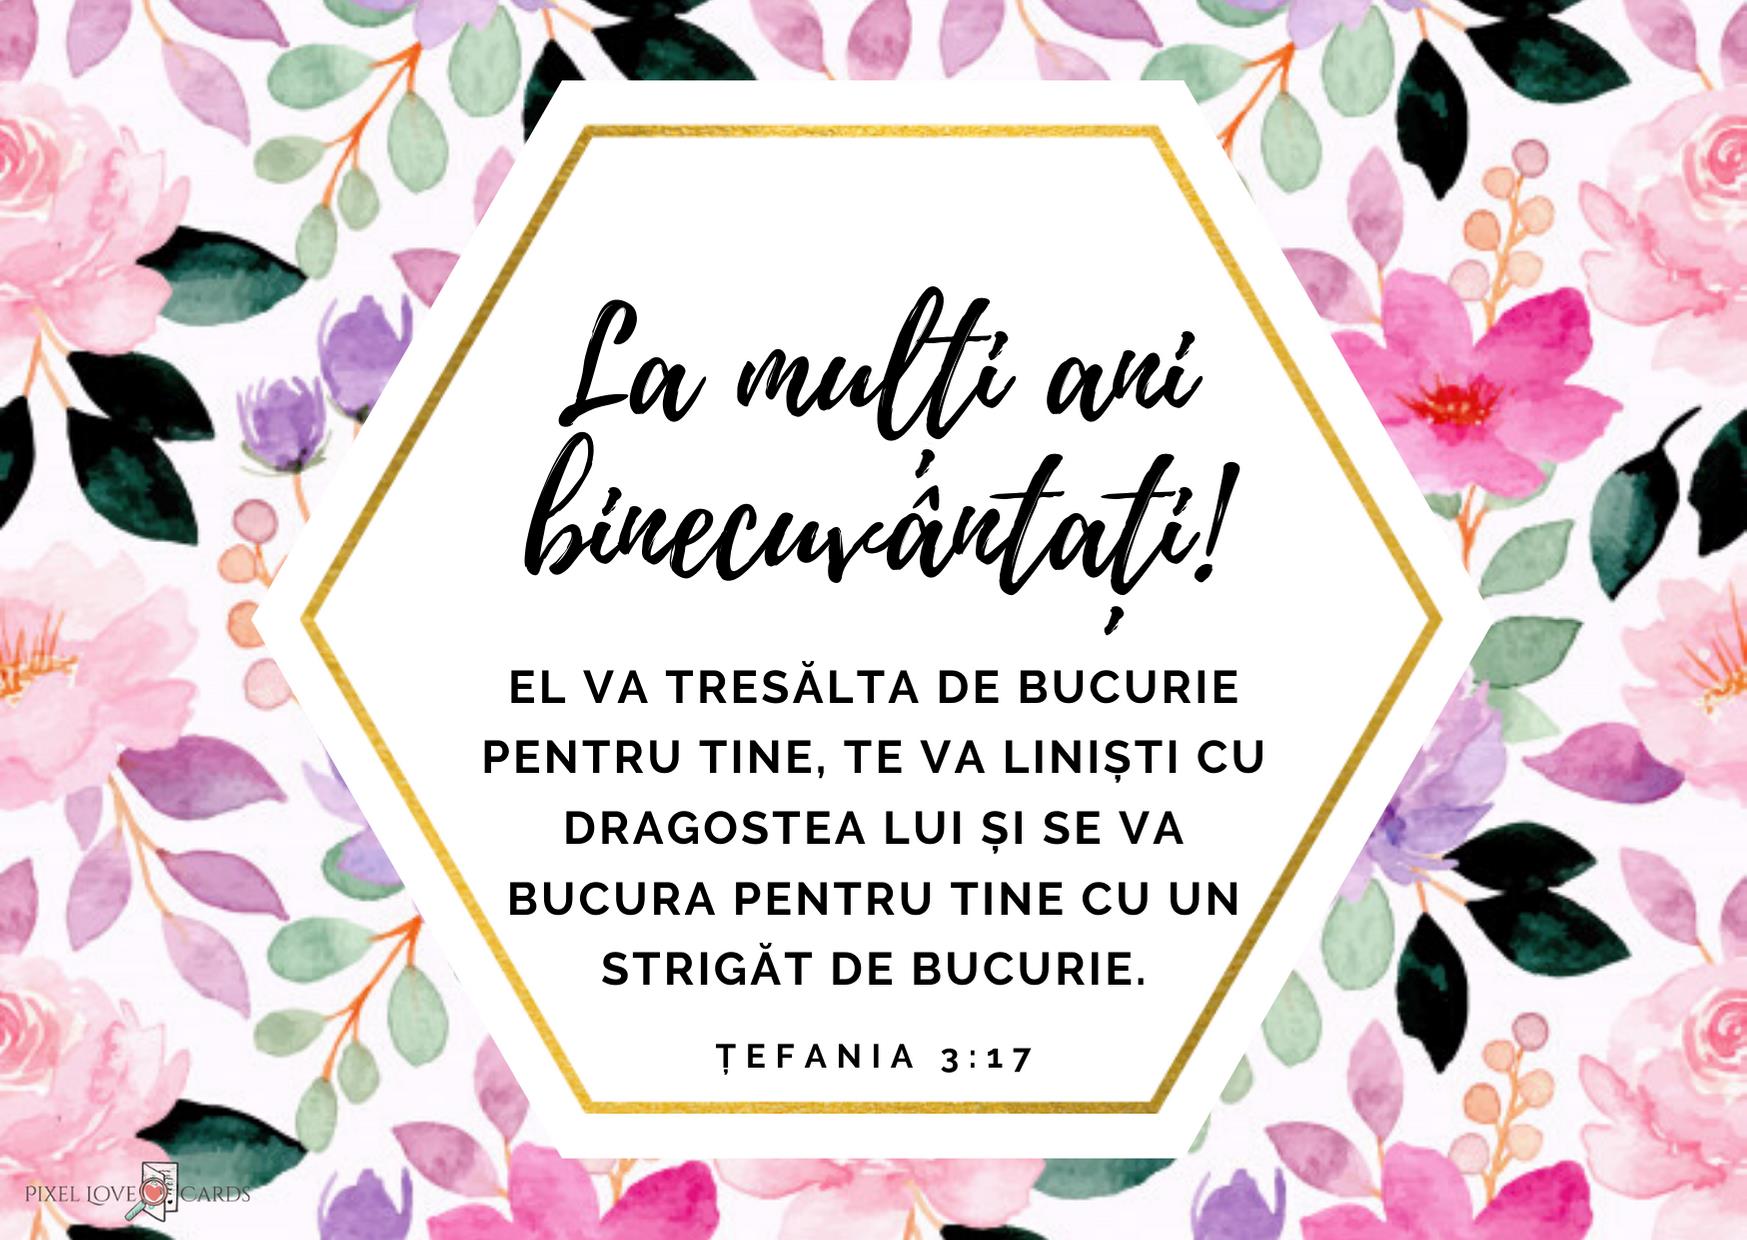 La mulți ani
binecuvântați!
EL VA TRESĂLTA DE BUCURIE
PENTRU TINE, TE VA LINIȘTI CU
DRAGOSTEA LUI ȘI SE VA
BUCURA PENTRU TINE CU UN
STRIGĂT DE BUCURIE.
ȚEFANIA 3:17
PIXEL LOVE CARDS